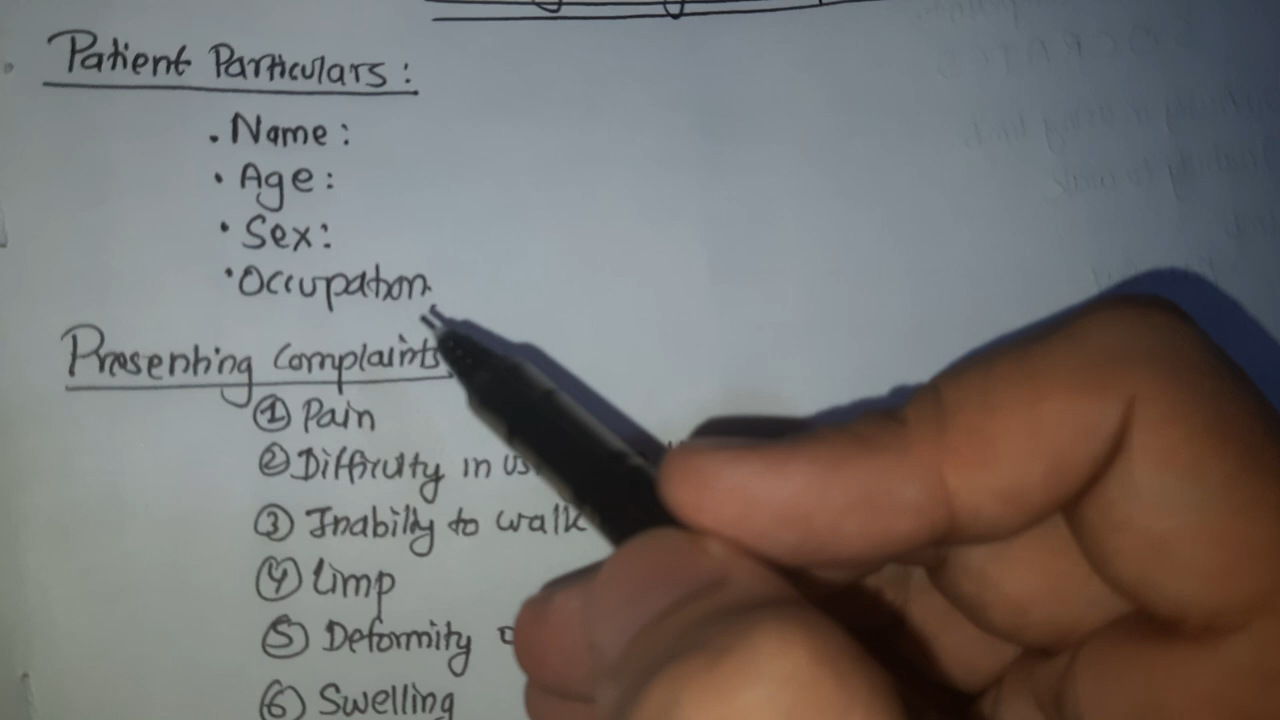 Patient Particulars:
• Name:
• Age:
• Sex:
• Occupation
Presenting Complaints
① Pain
② Difficulty in us
③ Inability to walk
④ Limp
⑤ Deformity
⑥ Swelling